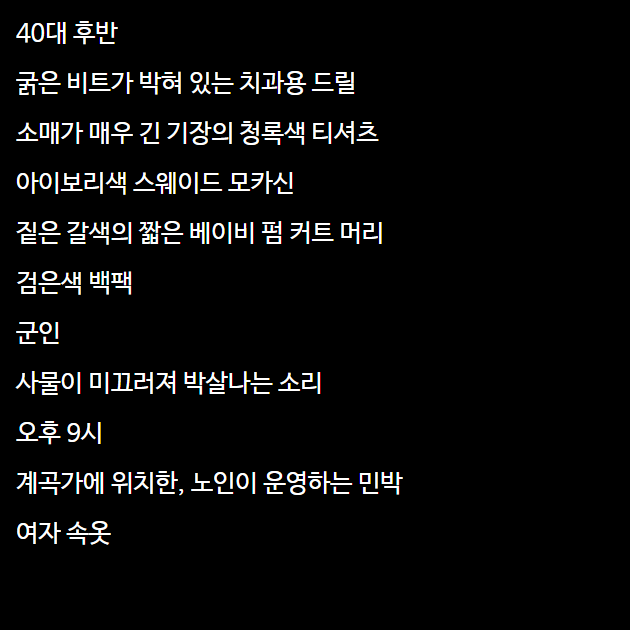 40대 후반
굵은 비트가 박혀 있는 치과용 드릴
소매가 매우 긴 기장의 청록색 티셔츠
아이보리색 스웨이드 모카신
짙은 갈색의 짧은 베이비 펌 커트 머리
검은색 백팩
군인
사물이 미끄러져 박살나는 소리
오후 9시
계곡가에 위치한, 노인이 운영하는 민박
여자 속옷